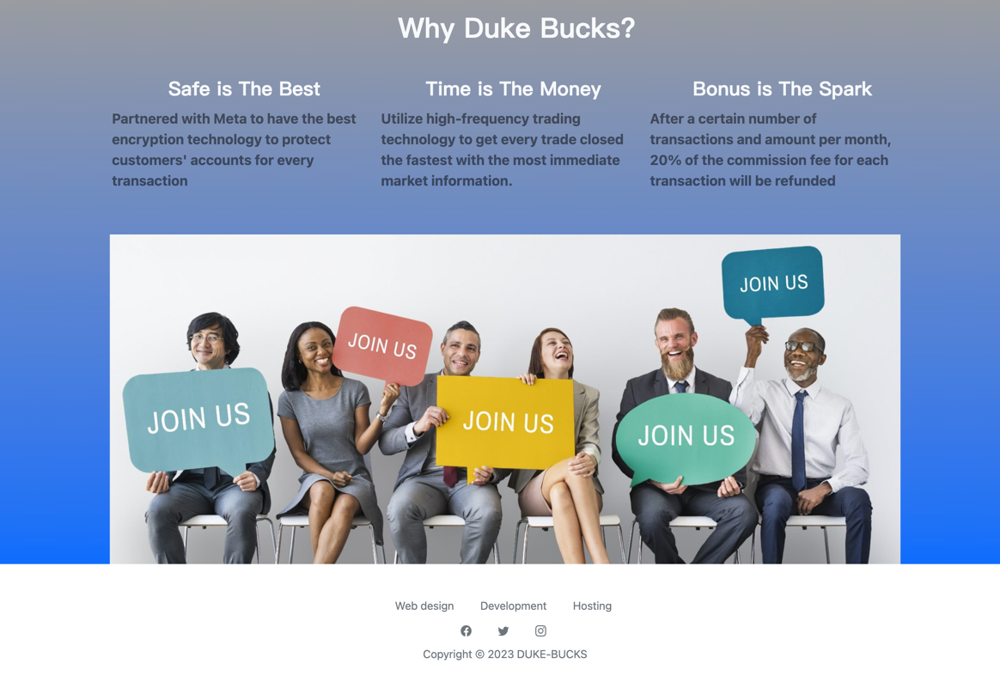 Why Duke Bucks?
Safe is The Best
Partnered with Meta to have the best
encryption technology to protect
customers' accounts for every
transaction
Time is The Money
Utilize high-frequency trading
technology to get every trade closed
the fastest with the most immediate
market information.
Bonus is The Spark
After a certain number of
transactions and amount per month,
20% of the commission fee for each
transaction will be refunded
JOIN US
JOIN US
JOIN US
JOIN US
JOIN US
Web design Development Hosting
Copyright © 2023 DUKE-BUCKS